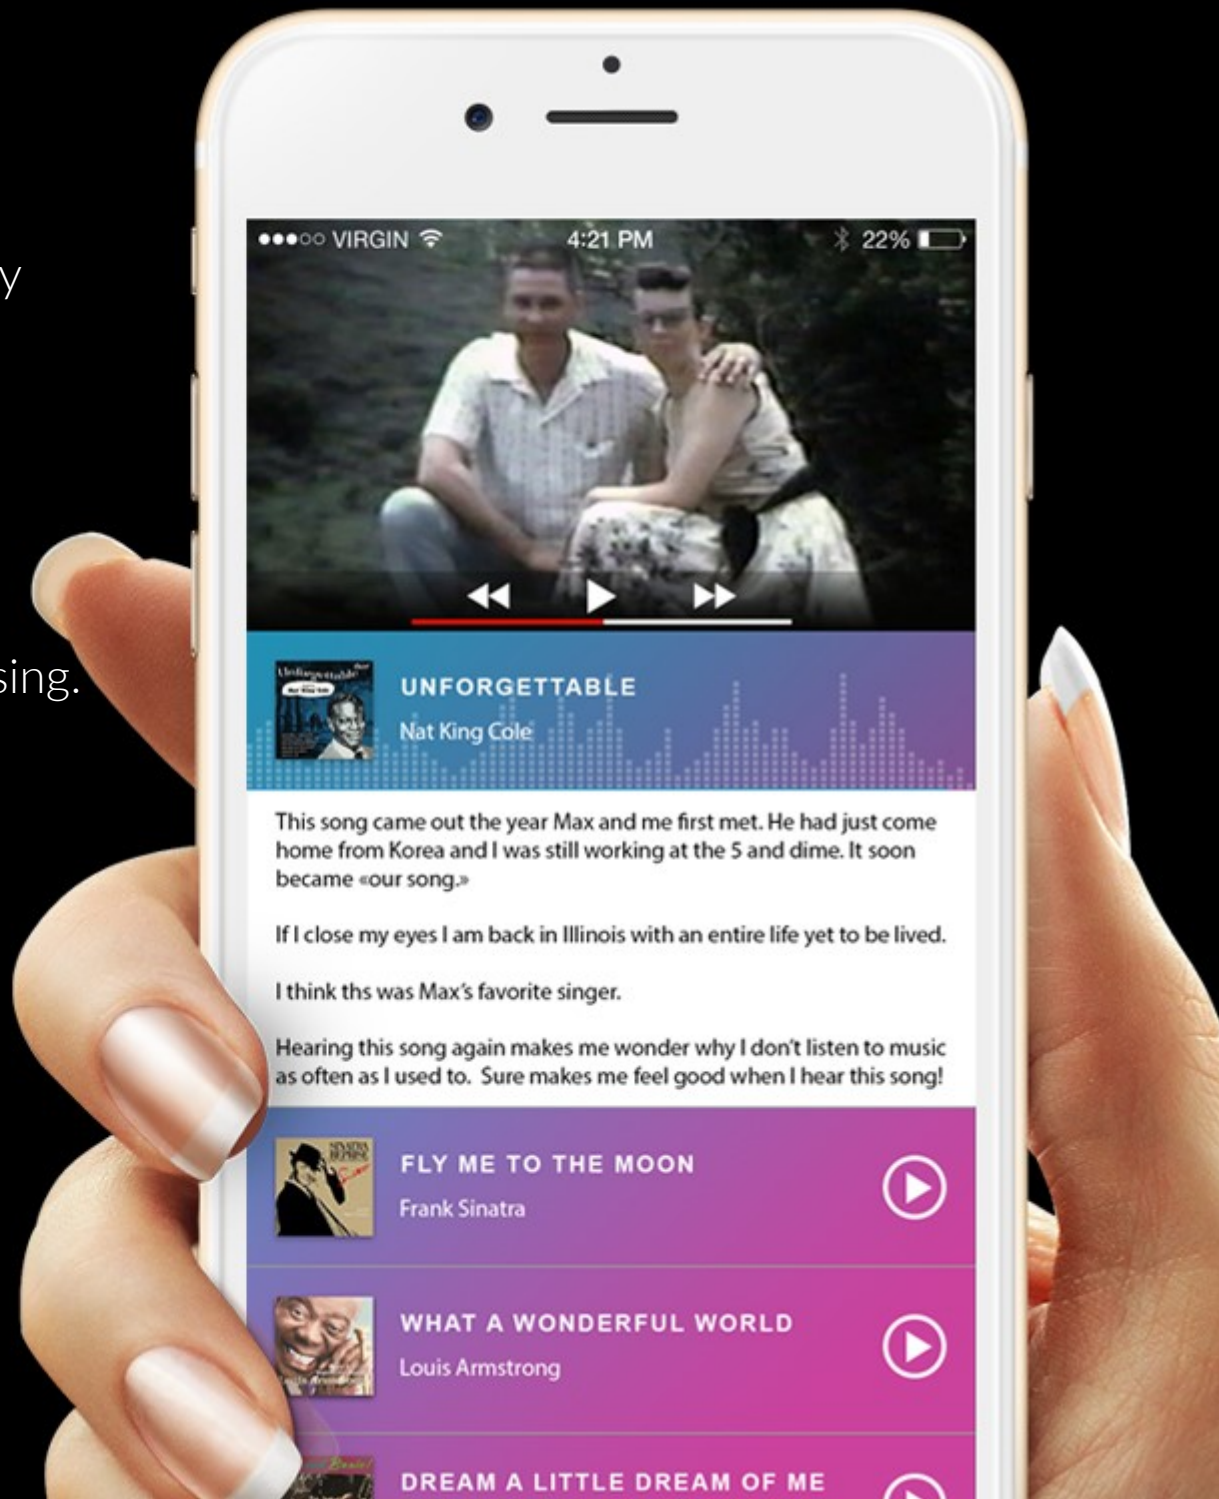 y
sing.
VIRGIN 4:21 PM 22%
Unforgettable
UNFORGETTABLE
Nat King Cole
This song came out the year Max and me first met. He had just come
home from Korea and I was still working at the 5 and dime. It soon
became «our song.»
If I close my eyes I am back in Illinois with an entire life yet to be lived.
I think ths was Max’s favorite singer.
Hearing this song again makes me wonder why I don’t listen to music
as often as I used to. Sure makes me feel good when I hear this song!
SINATRA
REPRISE
FLY ME TO THE MOON
Frank Sinatra
WHAT A WONDERFUL WORLD
Louis Armstrong
DREAM A LITTLE DREAM OF ME